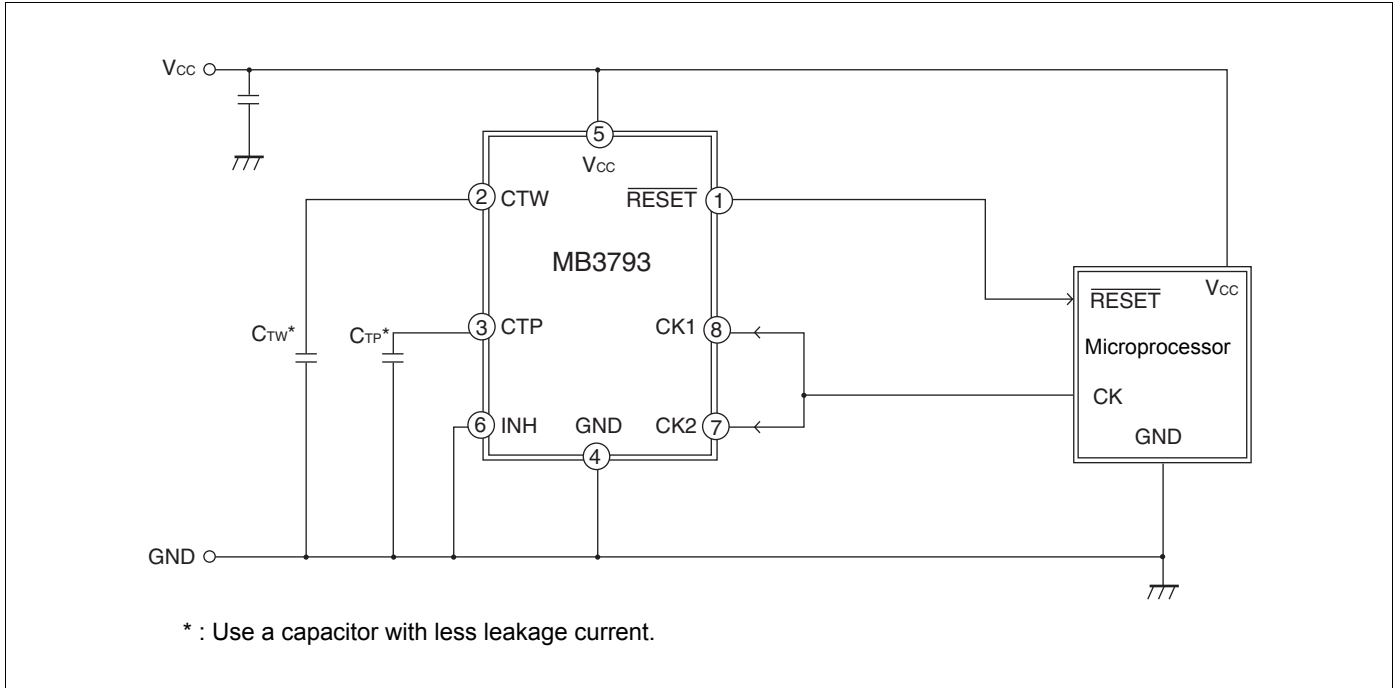 Vcc
5
Vcc
2 CTW
RESET 1
MB3793
RESET
Vcc
CTW*
CTP*
3 CTP
CK1 8
Microprocessor
CK
6 INH
GND
CK2 7
GND
4
GND
* : Use a capacitor with less leakage current.